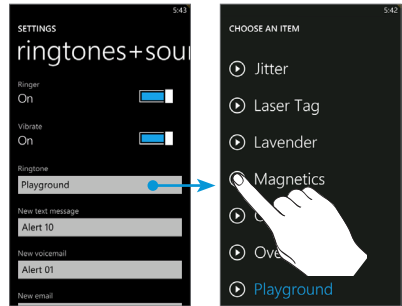 5:43
SETTINGS
ringtones+sou
Ringer
On
Vibrate
On
Ringtone
Playground
New text message
Alert 10
New voicemail
Alert 01
New email
5:42
CHOOSE AN ITEM
Jitter
Laser Tag
Lavender
Magnetics
Playground